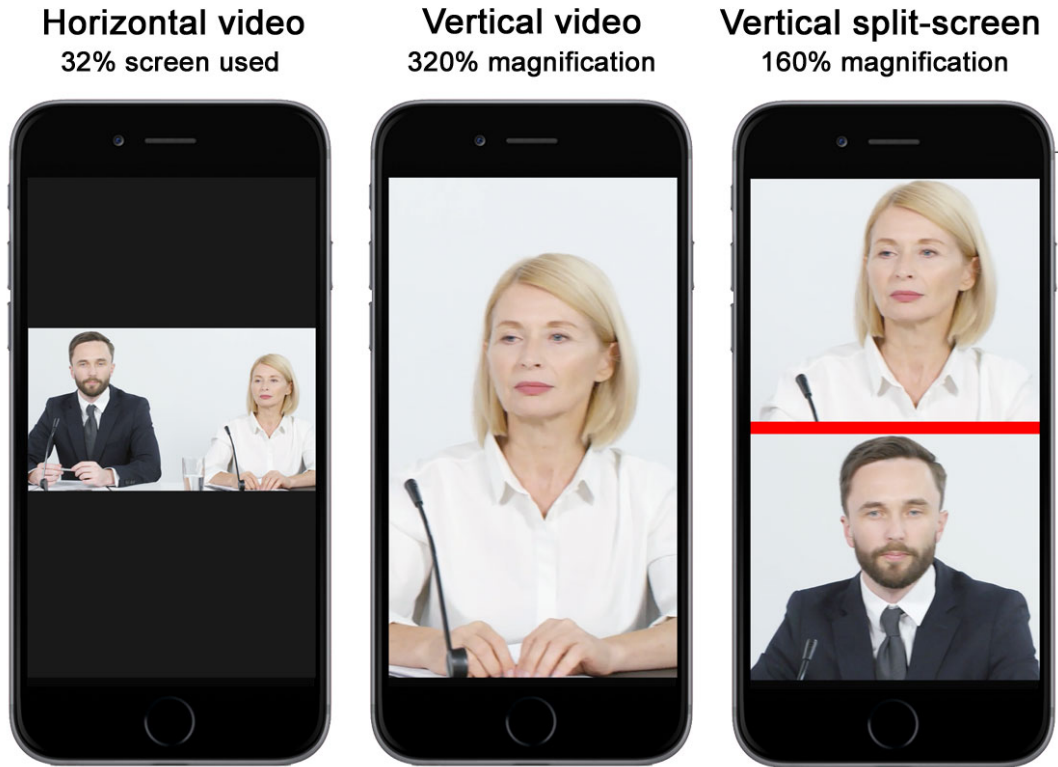 Horizontal video
32% screen used
Vertical video
320% magnification
Vertical split-screen
160% magnification